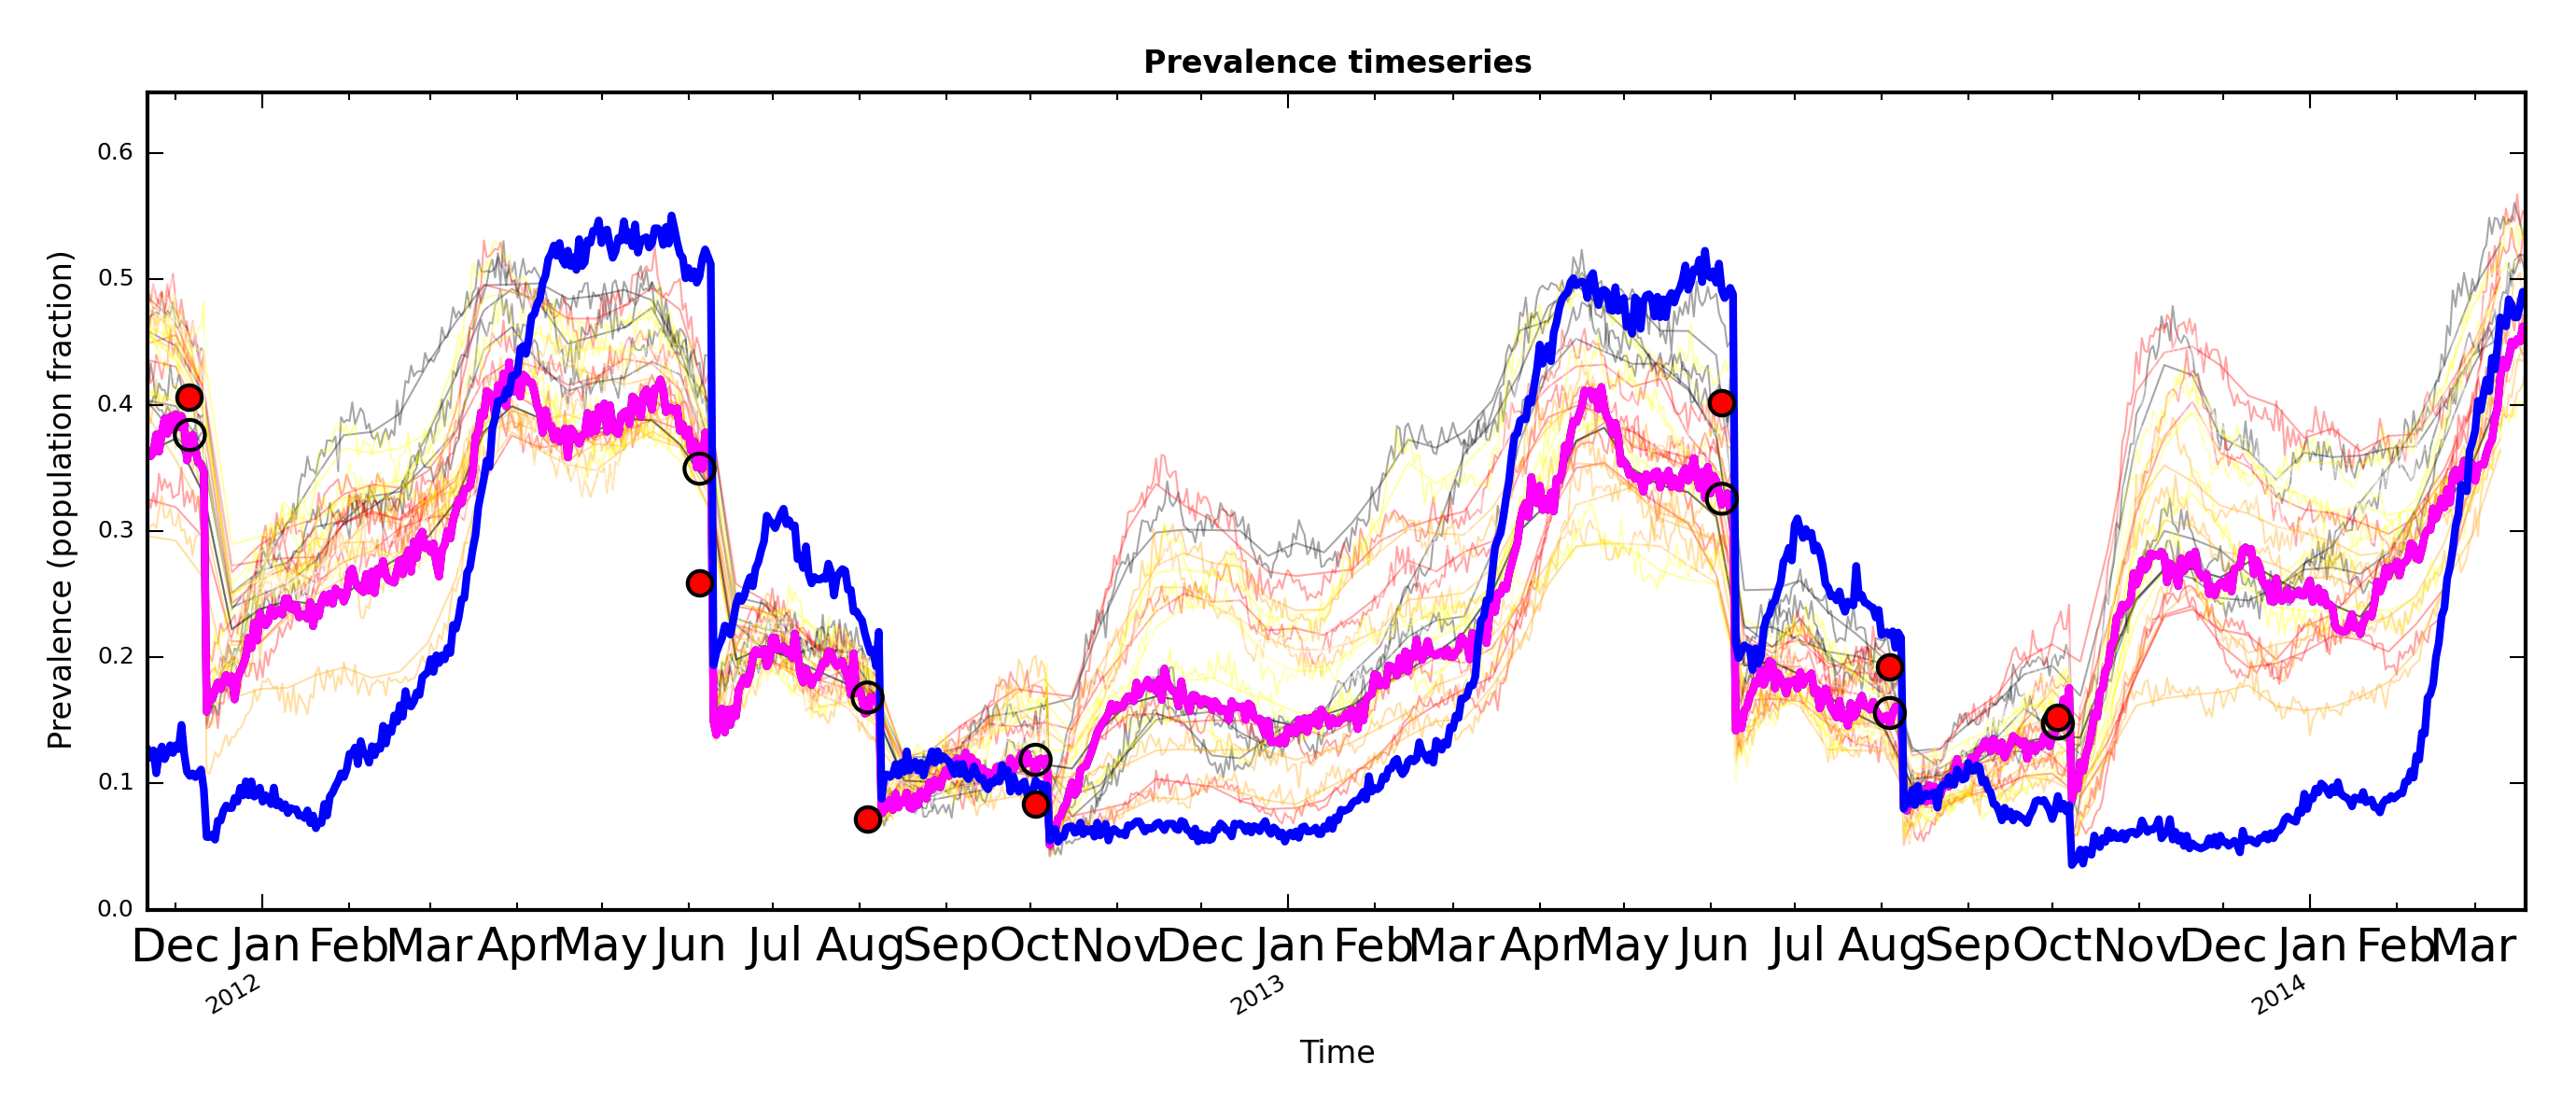 Prevalence timeseries
0.6
0.5
0.4
0.3
0.2
0.1
0.0
Prevalence (population fraction)
Dec Jan Feb Mar Apr May Jun Jul Aug Sep Oct Nov Dec Jan Feb Mar Apr May Jun Jul Aug Sep Oct Nov Dec Jan Feb Mar
2012 2013 2014
Time